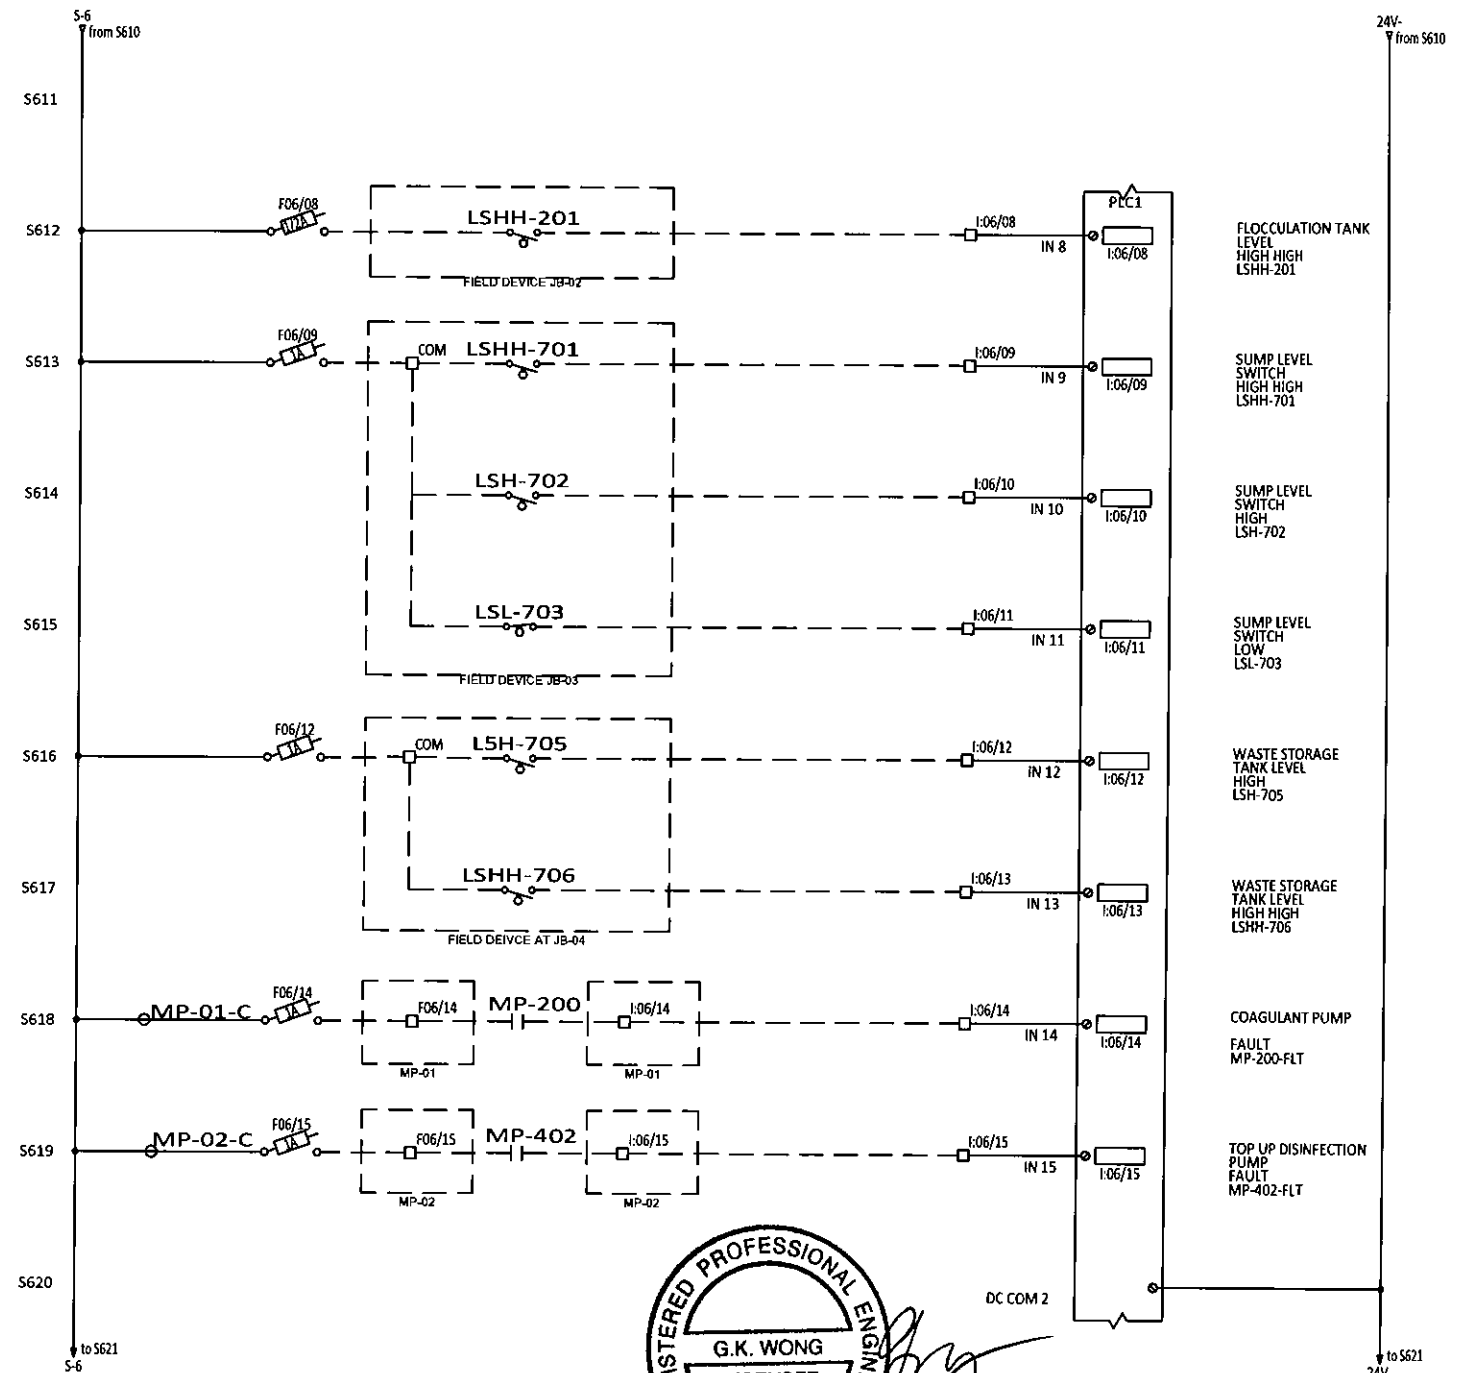 S-6
from S610
24V-
from S610
S611
S612
F06/08
1/2A
LSHH-201
FIELD DEVICE JB-02
I:06/08
IN 8
PLC1
I:06/08
FLOCCULATION TANK
LEVEL
HIGH HIGH
LSHH-201
S613
F06/09
1A
COM
LSHH-701
I:06/09
IN 9
I:06/09
SUMP LEVEL
SWITCH
HIGH HIGH
LSHH-701
S614
LSH-702
I:06/10
IN 10
I:06/10
SUMP LEVEL
SWITCH
HIGH
LSH-702
S615
LSL-703
FIELD DEVICE JB-03
I:06/11
IN 11
I:06/11
SUMP LEVEL
SWITCH
LOW
LSL-703
S616
F06/12
1A
COM
L5H-705
I:06/12
IN 12
I:06/12
WASTE STORAGE
TANK LEVEL
HIGH
LSH-705
S617
LSHH-706
FIELD DEIVCE AT JB-04
I:06/13
IN 13
I:06/13
WASTE STORAGE
TANK LEVEL
HIGH HIGH
LSHH-706
S618
MP-01-C
F06/14
1A
F06/14
MP-01
MP-200
I:06/14
MP-01
I:06/14
IN 14
I:06/14
COAGULANT PUMP
FAULT
MP-200-FLT
S619
MP-02-C
F06/15
1A
F06/15
MP-02
MP-402
I:06/15
MP-02
I:06/15
IN 15
I:06/15
TOP UP DISINFECTION
PUMP
FAULT
MP-402-FLT
S620
DC COM 2
PROFESSIONAL
G.K. WONG
to S621
S-6
to S621
24V-